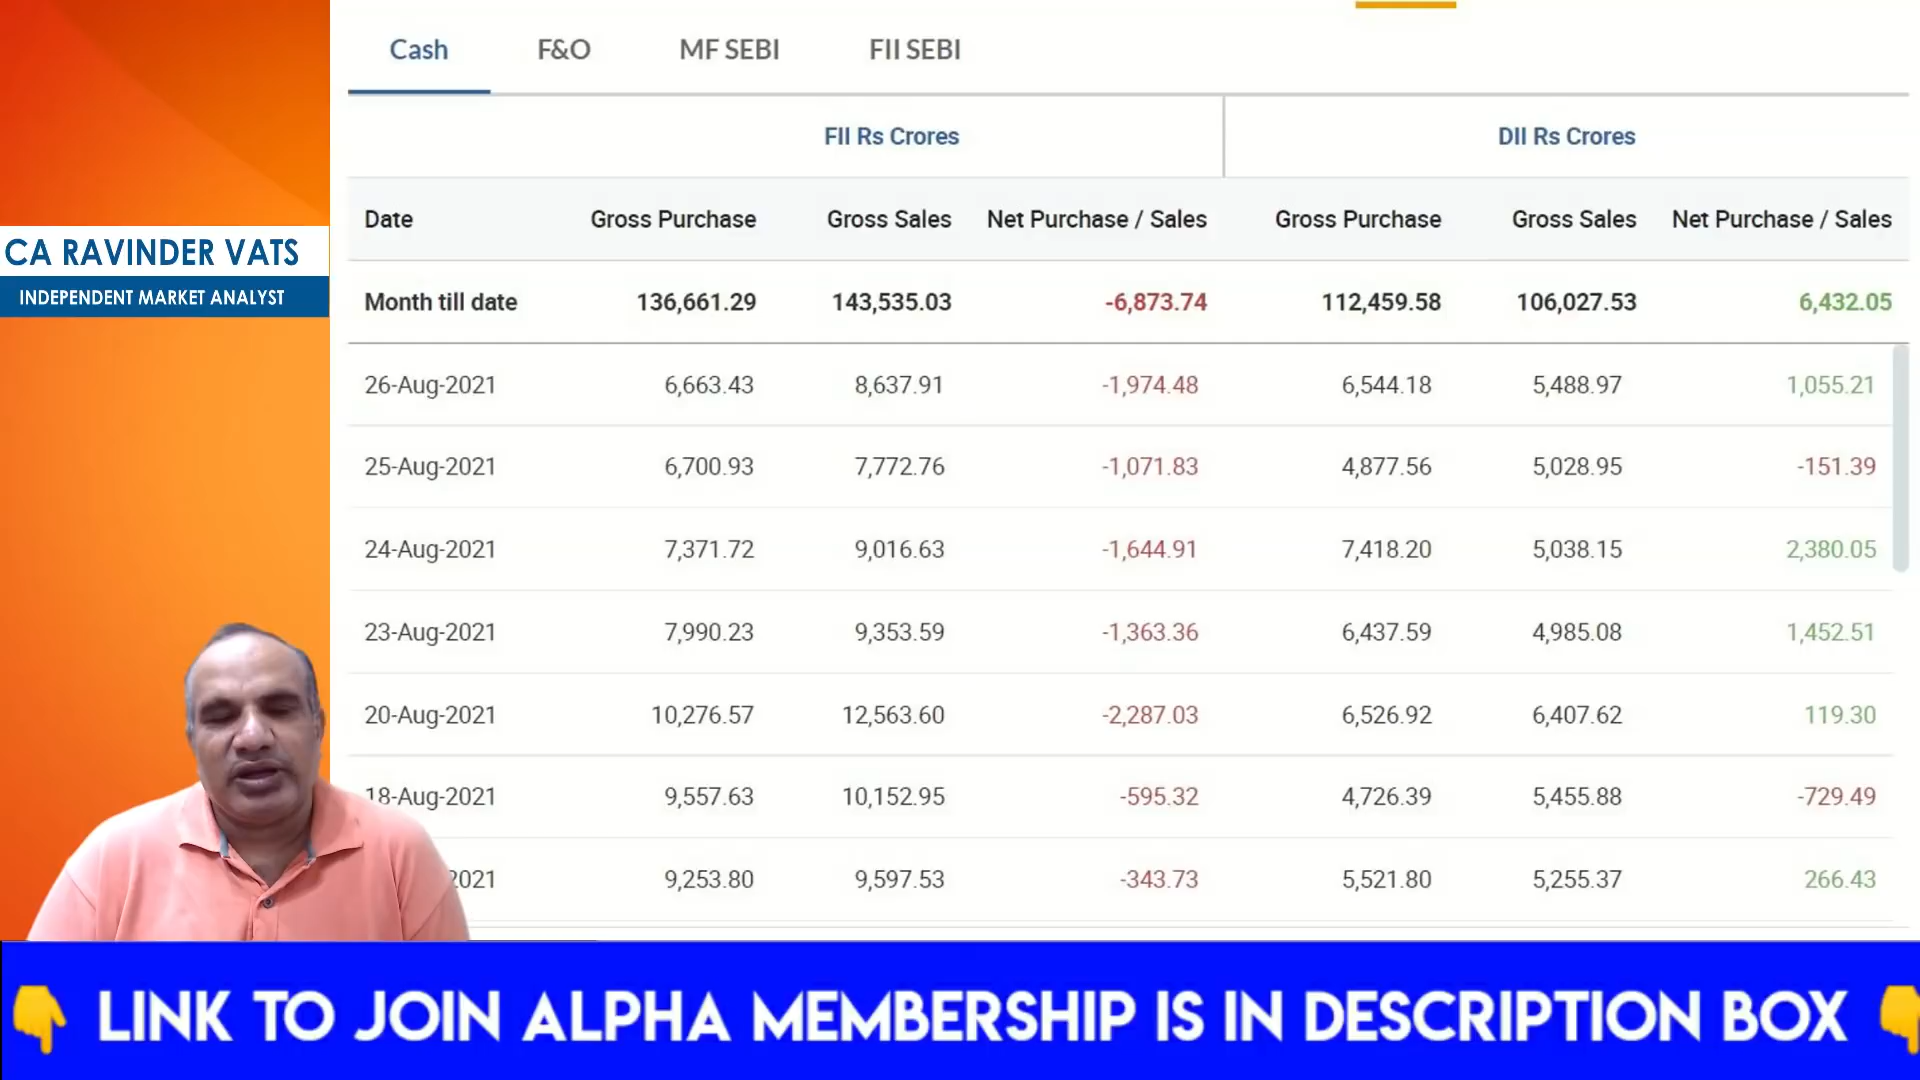 Cash F&O MF SEBI FII SEBI
FII Rs Crores DII Rs Crores
Date Gross Purchase Gross Sales Net Purchase / Sales Gross Purchase Gross Sales Net Purchase / Sales
CA RAVINDER VATS
INDEPENDENT MARKET ANALYST
Month till date 136,661.29 143,535.03 -6,873.74 112,459.58 106,027.53 6,432.05
26-Aug-2021 6,663.43 8,637.91 -1,974.48 6,544.18 5,488.97 1,055.21
25-Aug-2021 6,700.93 7,772.76 -1,071.83 4,877.56 5,028.95 -151.39
24-Aug-2021 7,371.72 9,016.63 -1,644.91 7,418.20 5,038.15 2,380.05
23-Aug-2021 7,990.23 9,353.59 -1,363.36 6,437.59 4,985.08 1,452.51
20-Aug-2021 10,276.57 12,563.60 -2,287.03 6,526.92 6,407.62 119.30
18-Aug-2021 9,557.63 10,152.95 -595.32 4,726.39 5,455.88 -729.49
2021 9,253.80 9,597.53 -343.73 5,521.80 5,255.37 266.43
LINK TO JOIN ALPHA MEMBERSHIP IS IN DESCRIPTION BOX